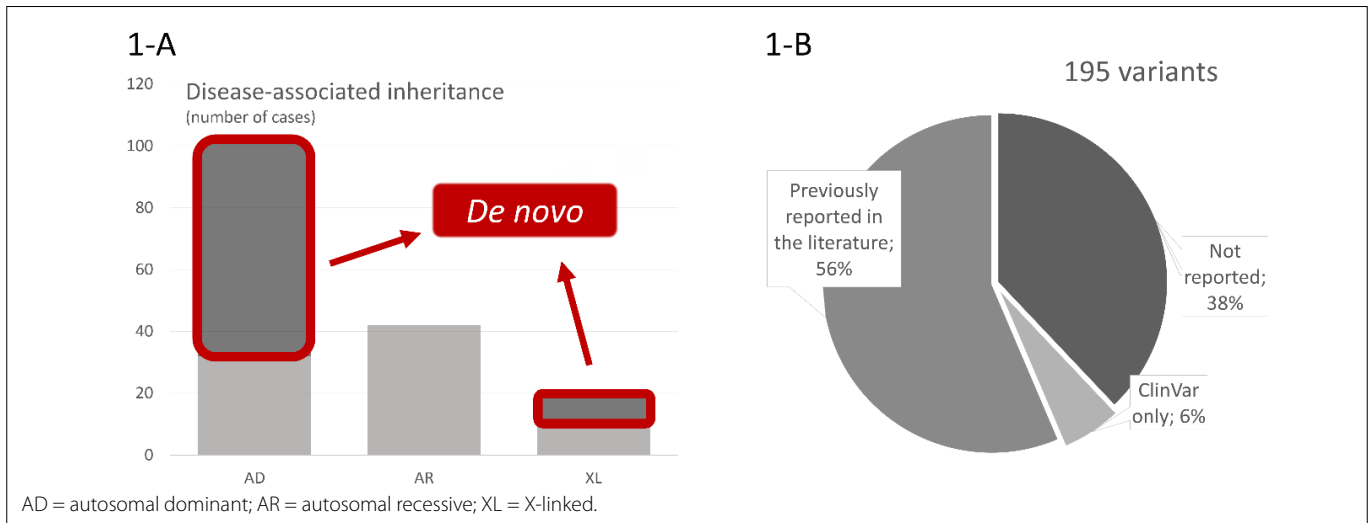 1-A
Disease-associated inheritance
(number of cases)
120
100
80
60
40
20
0
De novo
AD
AR
XL
1-B
195 variants
Previously
reported in
the literature;
56%
Not
reported;
38%
ClinVar
only; 6%
AD = autosomal dominant; AR = autosomal recessive; XL = X-linked.